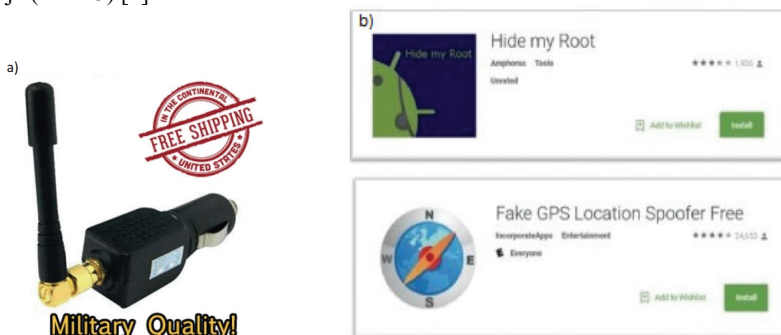 a)
IN THE CONTINENTAL
FREE SHIPPING
UNITED STATES
Military Quality!
b)
Hide my Root
Hide my Root
Amphoras Tools
Unrated
Add to Wishlist
Install
Fake GPS Location Spoofer Free
IncorporateApps Entertainment
Everyone
Add to Wishlist
Install
N
W
E
S